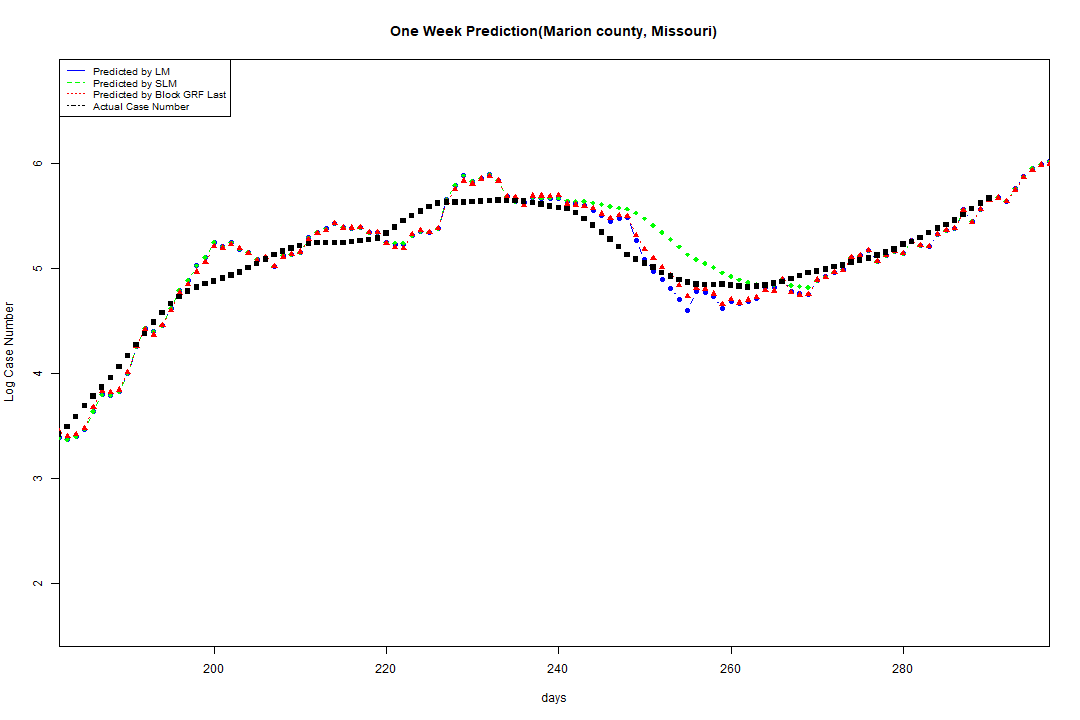 One Week Prediction(Marion county, Missouri)
Predicted by LM
Predicted by SLM
Predicted by Block GRF Last
Actual Case Number
6
5
4
3
2
Log Case Number
200 220 240 260 280
days